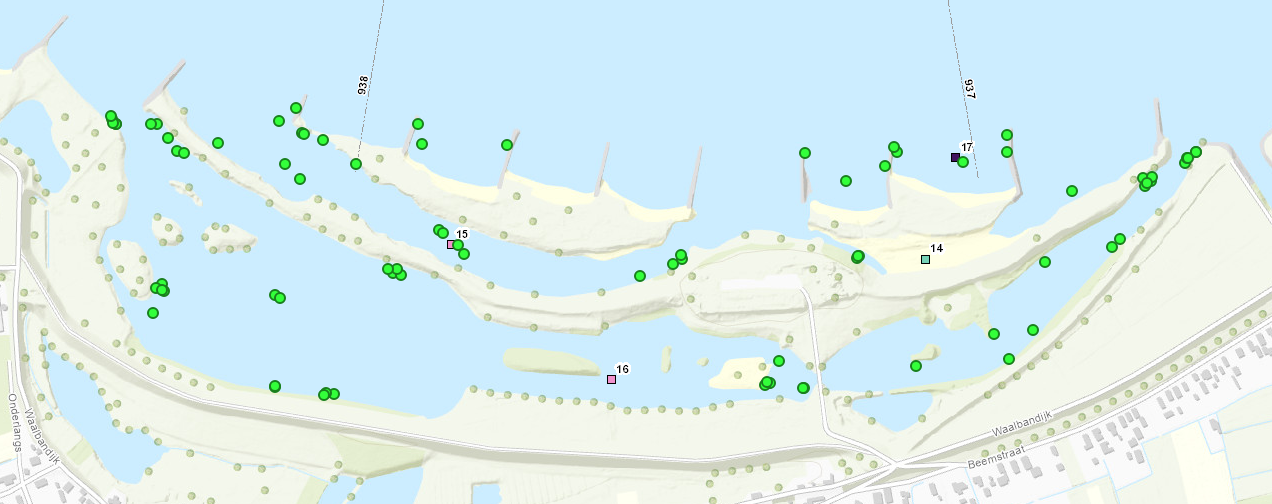 938
937
17
15
14
16
Onderlangs
Waalbandijk
Waalbandijk
Beemstraat